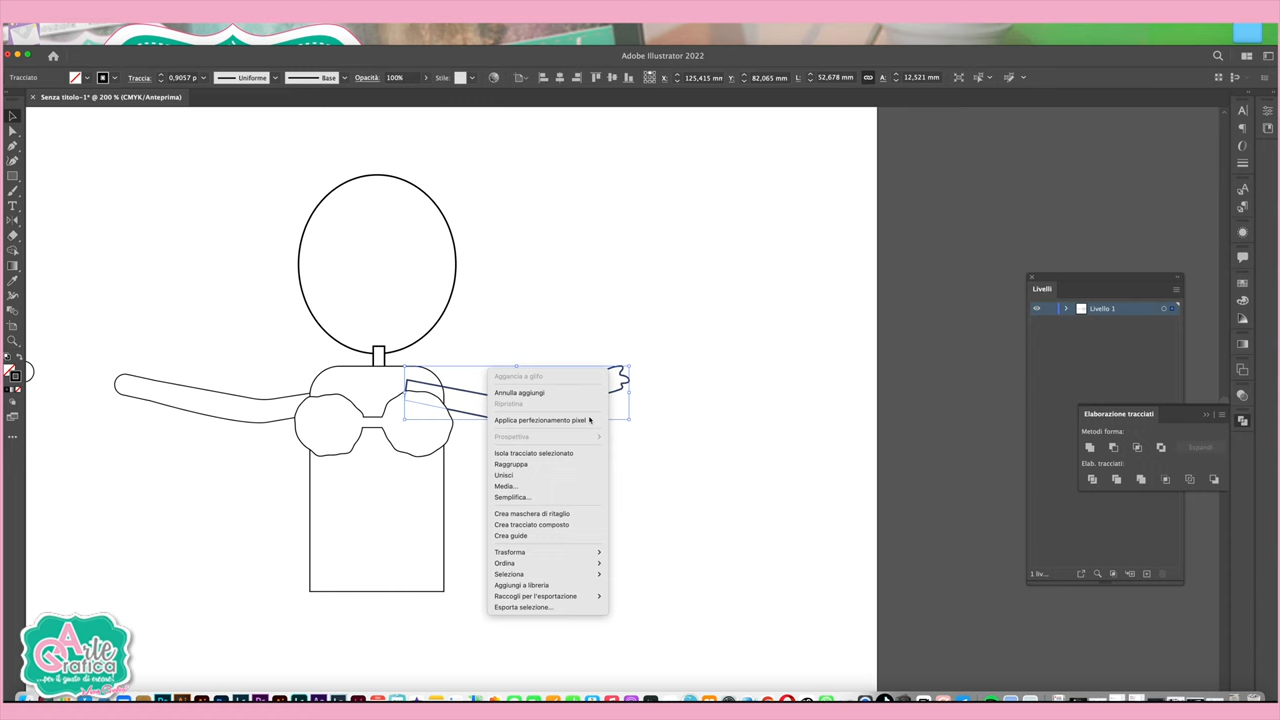 Adobe Illustrator 2022
Tracciato
Traccia:
0,9057 p
Uniforme
Base
Opacità:
100%
Stile:
X:
125,415 mm
Y:
82,065 mm
L:
52,678 mm
A:
12,521 mm
Senza titolo-1* @ 200 % (CMYK/Anteprima)
Aggancia a glifo
Annulla aggiungi
Ripristina
Applica perfezionamento pixel
Prospettiva
Isola tracciato selezionato
Raggruppa
Unisci
Media...
Semplifica...
Crea maschera di ritaglio
Crea tracciato composto
Crea guide
Trasforma
Ordina
Seleziona
Aggiungi a libreria
Raccogli per l'esportazione
Esporta selezione...
Livelli
Livello 1
1 liv...
Elaborazione tracciati
Metodi forma:
Espandi
Elab. tracciati:
Arte
Grafica
...per il gusto di creare!